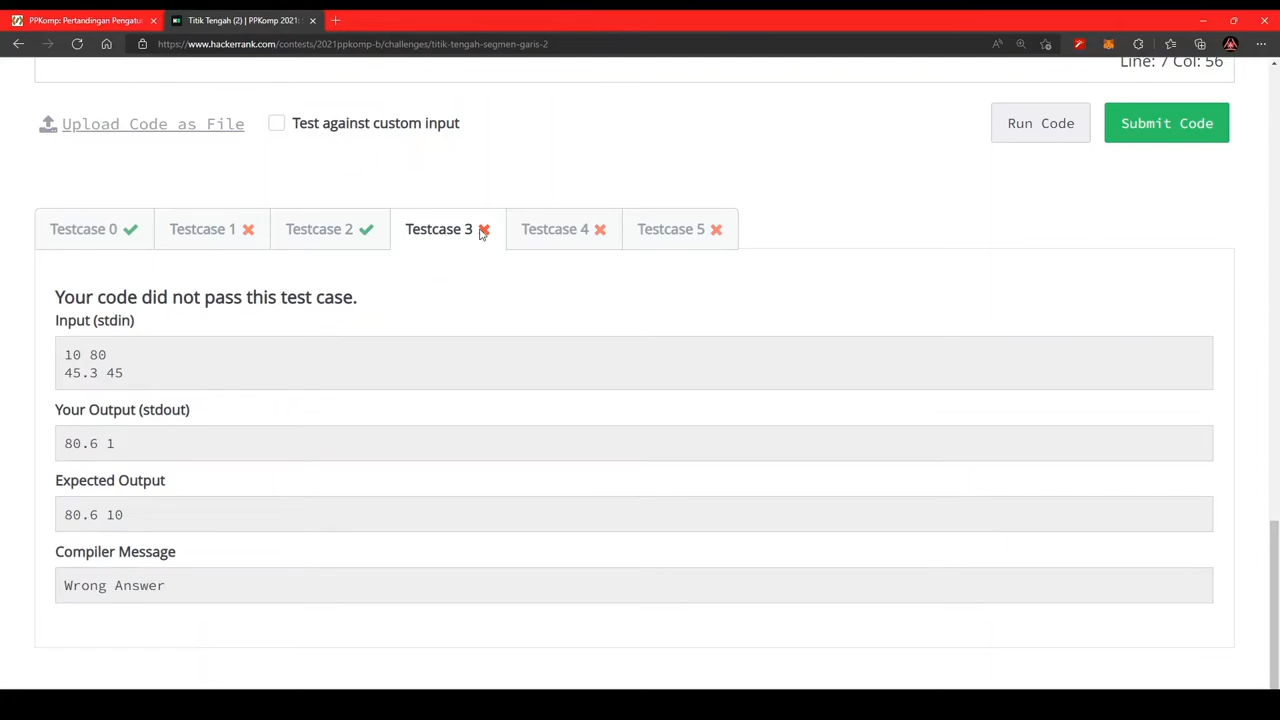 PPKomp: Pertandingan Pengatu
Titik Tengah (2) | PPKomp 2021:
https://www.hackerrank.com/contests/2021ppkomp-b/challenges/titik-tengah-segmen-garis-2
Line: 7 Col: 56
Upload Code as File
Test against custom input
Run Code
Submit Code
Testcase 0
Testcase 1
Testcase 2
Testcase 3
Testcase 4
Testcase 5
Your code did not pass this test case.
Input (stdin)
10 80
45.3 45
Your Output (stdout)
80.6 1
Expected Output
80.6 10
Compiler Message
Wrong Answer